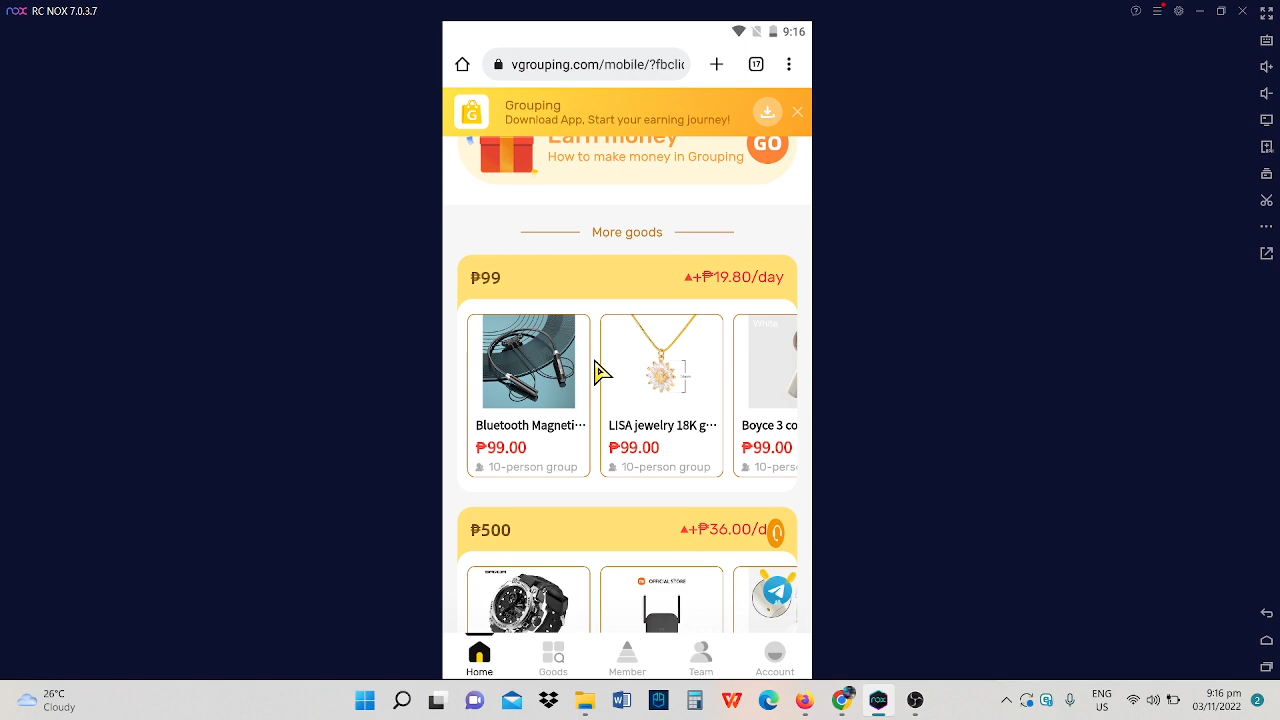 nox RC NOX 7.0.3.7
9:16
vgrouping.com/mobile/?fbclic
17
Grouping
Download App, Start your earning journey!
Earn money
GO
How to make money in Grouping
More goods
₱99
▲+₱19.80/day
White
Bluetooth Magneti···
LISA jewelry 18K g···
Boyce 3 co
₱99.00
₱99.00
₱99.00
10-person group
10-person group
10-pers
₱500
▲+₱36.00/d
OFFICIAL STORE
Home
Goods
Member
Team
Account
26°C
Cloudy
ENG
US
9:16 pm
03/11/2022
2